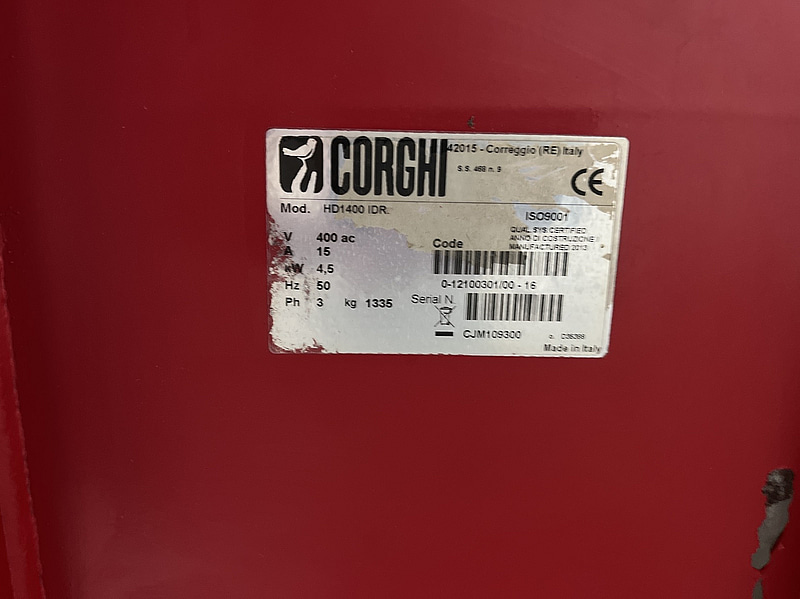 CORGHI
42015 - Correggio (RE) Italy
S.S. 468 n. 9
CE
Mod. HD1400 IDR.
ISO9001
QUAL.SYS.CERTIFIED
ANNO DI COSTRUZIONE
MANUFACTURED 2013
V 400 ac
A 15
kW 4,5
Hz 50
Ph 3 kg 1335
Code
0-12100301/00 - 16
Serial N.
CJM109300
Made in Italy